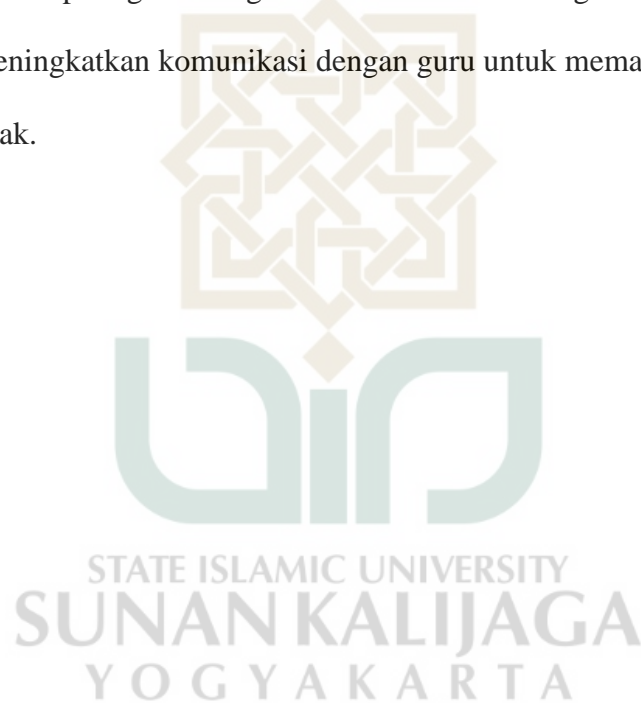 eningkatkan komunikasi dengan guru untuk mema
ak.
STATE ISLAMIC UNIVERSITY
SUNAN KALIJAGA
YOGYAKARTA